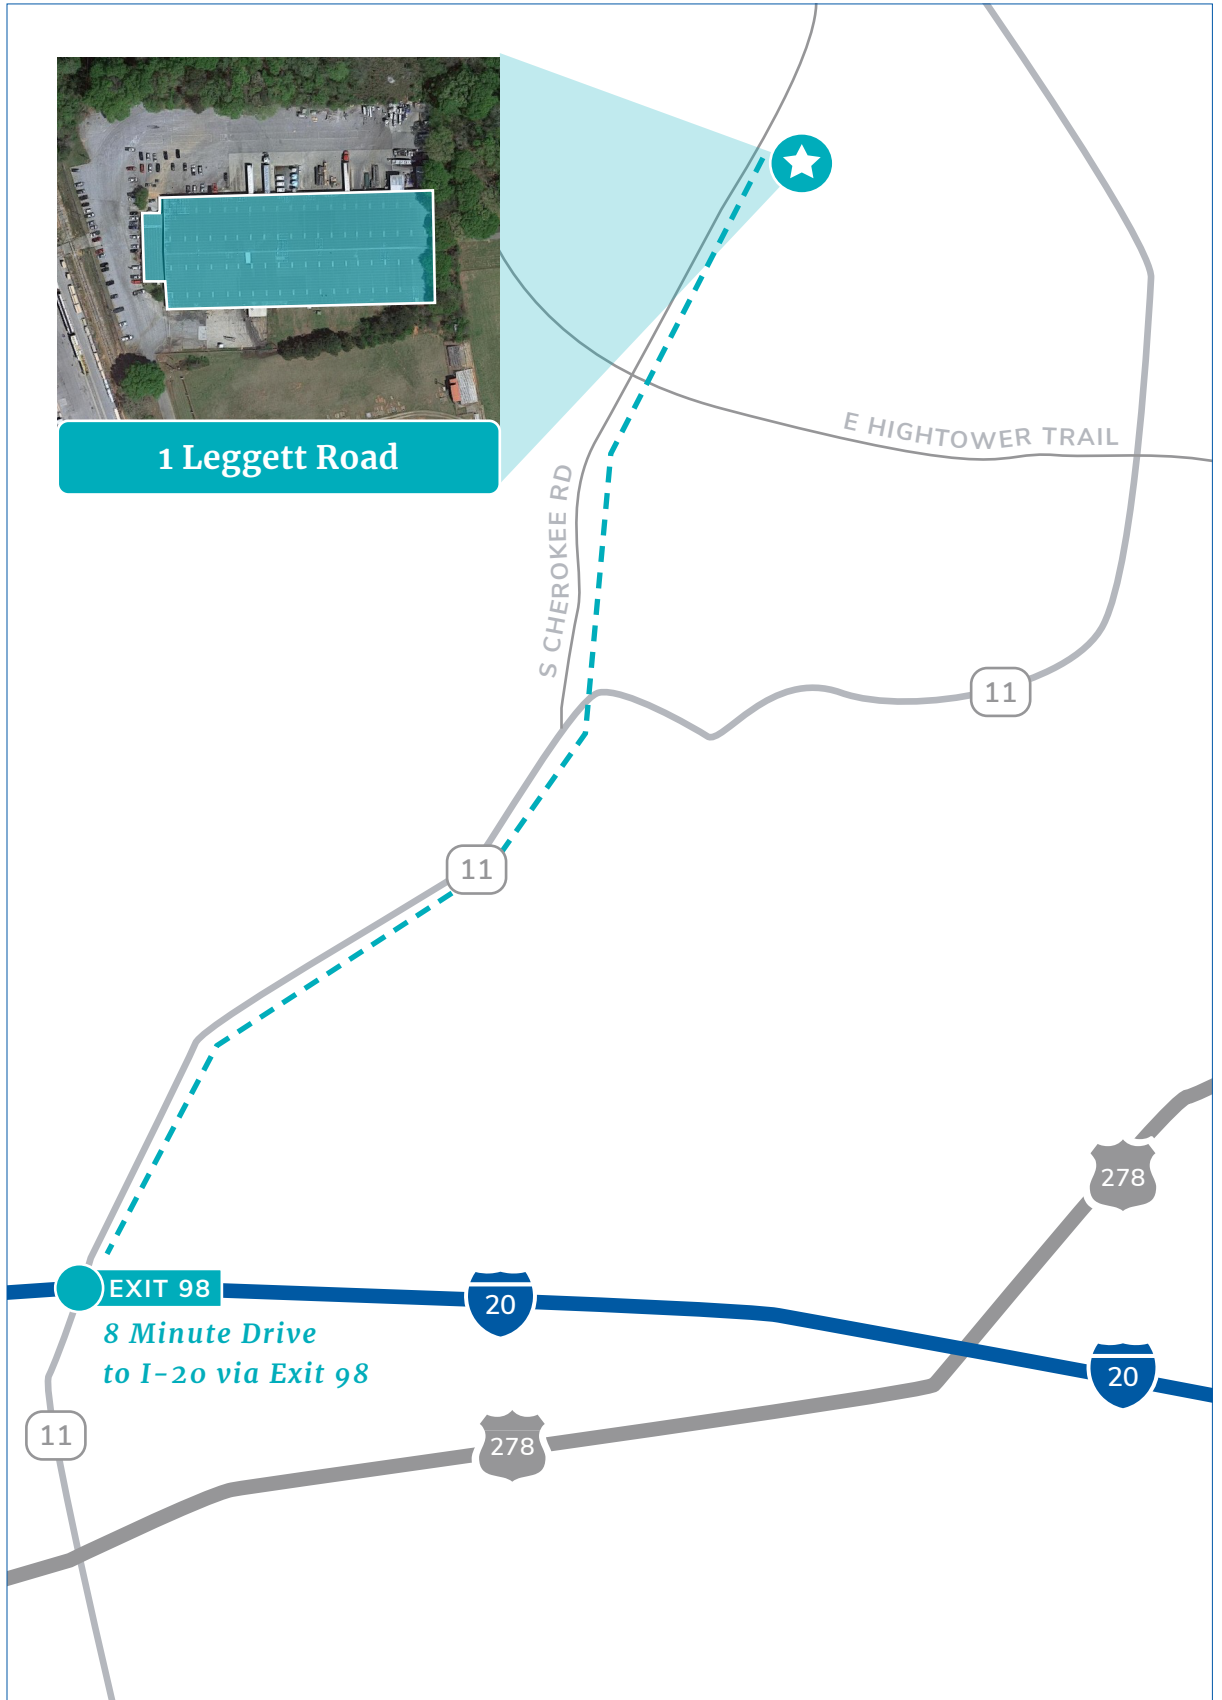 1 Leggett Road
E HIGHTOWER TRAIL
S CHEROKEE RD
11
11
278
EXIT 98
20
8 Minute Drive
to I-20 via Exit 98
20
11
278